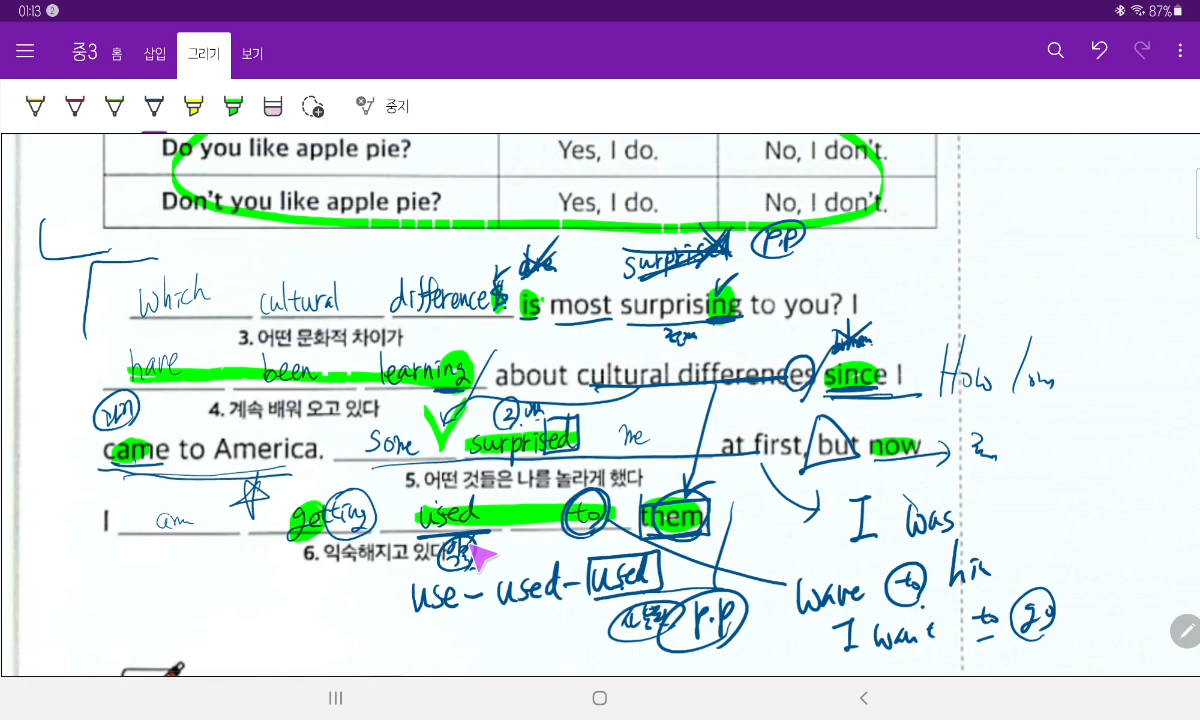 01:13 2 87%
중3 홈 삽입 그리기 보기
중지
Do you like apple pie? Yes, I do. No, I don't.
Don't you like apple pie? Yes, I do. No, I don't.
surprised p.p
which cultural difference is most surprising to you? I
3. 어떤 문화적 차이가
have been learning about cultural differences since I
How
4. 계속 배워 오고 있다
came to America. Some surprised me at first, but now
5. 어떤 것들은 나를 놀라게 했다
I am getting used to them
I was
6. 익숙해지고 있다
use - used - used
p.p
wave to him
I want to go